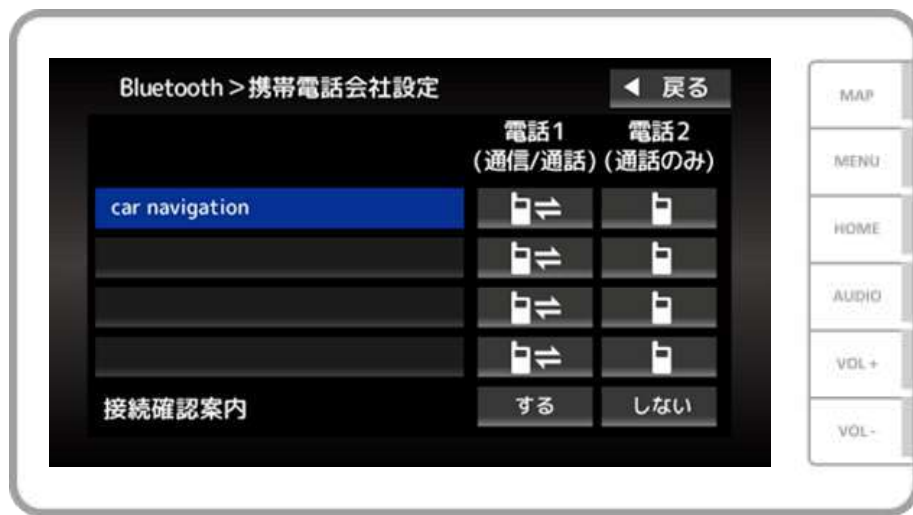 Bluetooth>携帯電話会社設定
◀ 戻る
電話1 電話2
(通信/通話) (通話のみ)
car navigation
接続確認案内 する しない
MAP
MENU
HOME
AUDIO
VOL+
VOL-